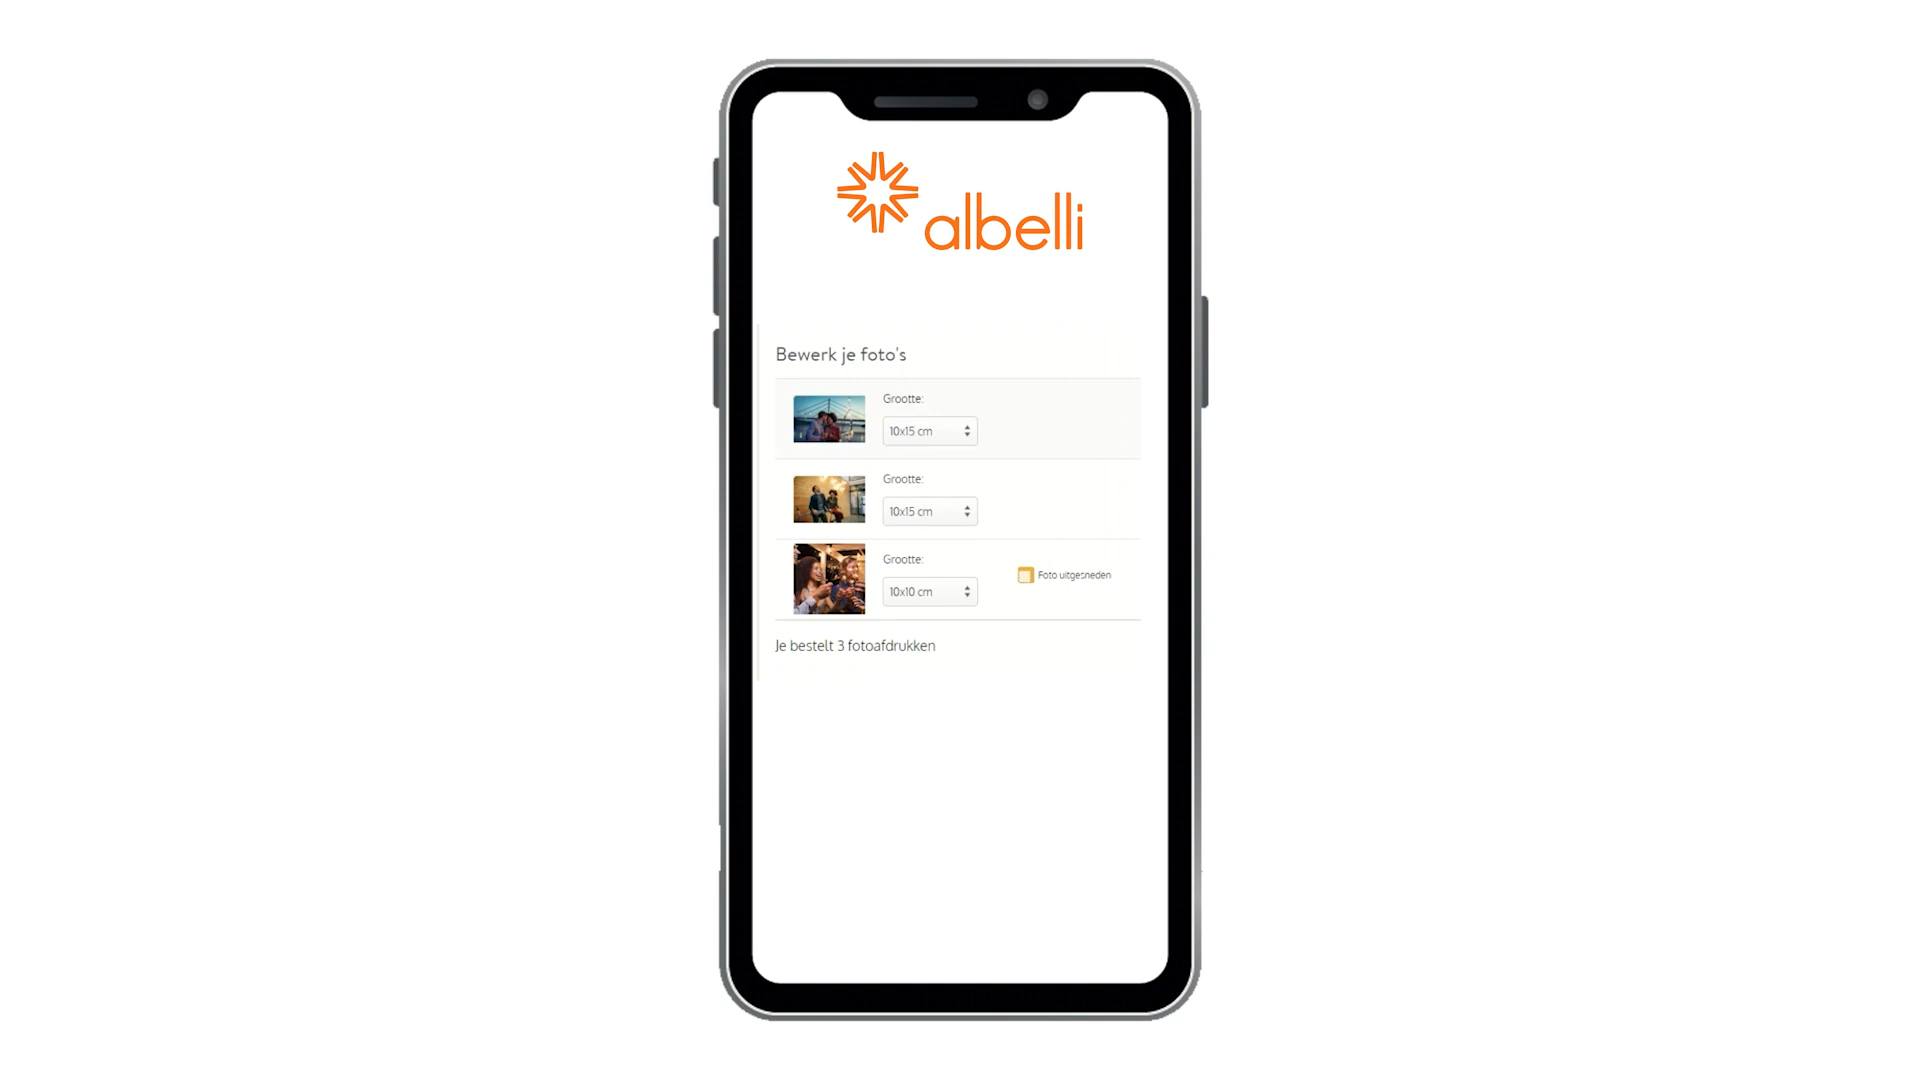 albelli
Bewerk je foto's
Grootte:
10x15 cm
Grootte:
10x15 cm
Grootte:
10x10 cm
Foto uitgesneden
Je bestelt 3 fotoafdrukken